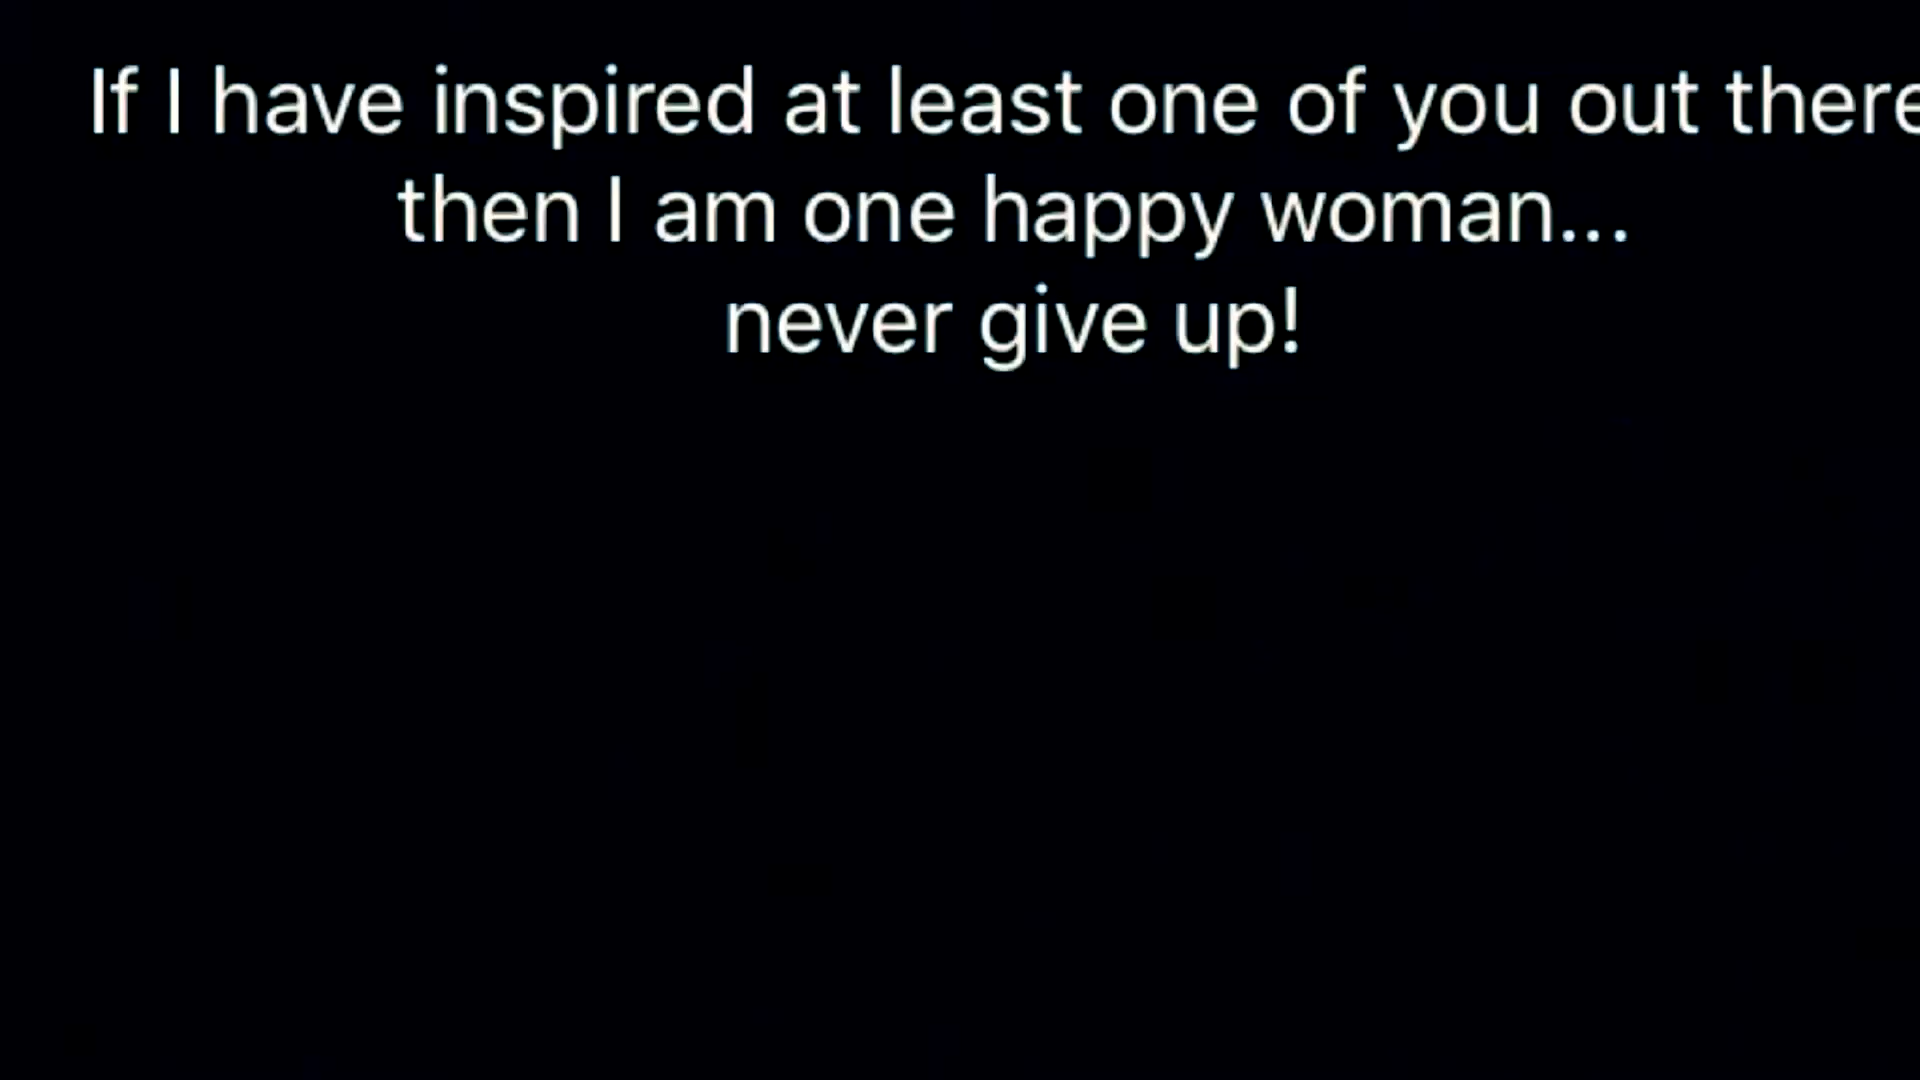 If I have inspired at least one of you out there
then I am one happy woman...
never give up!